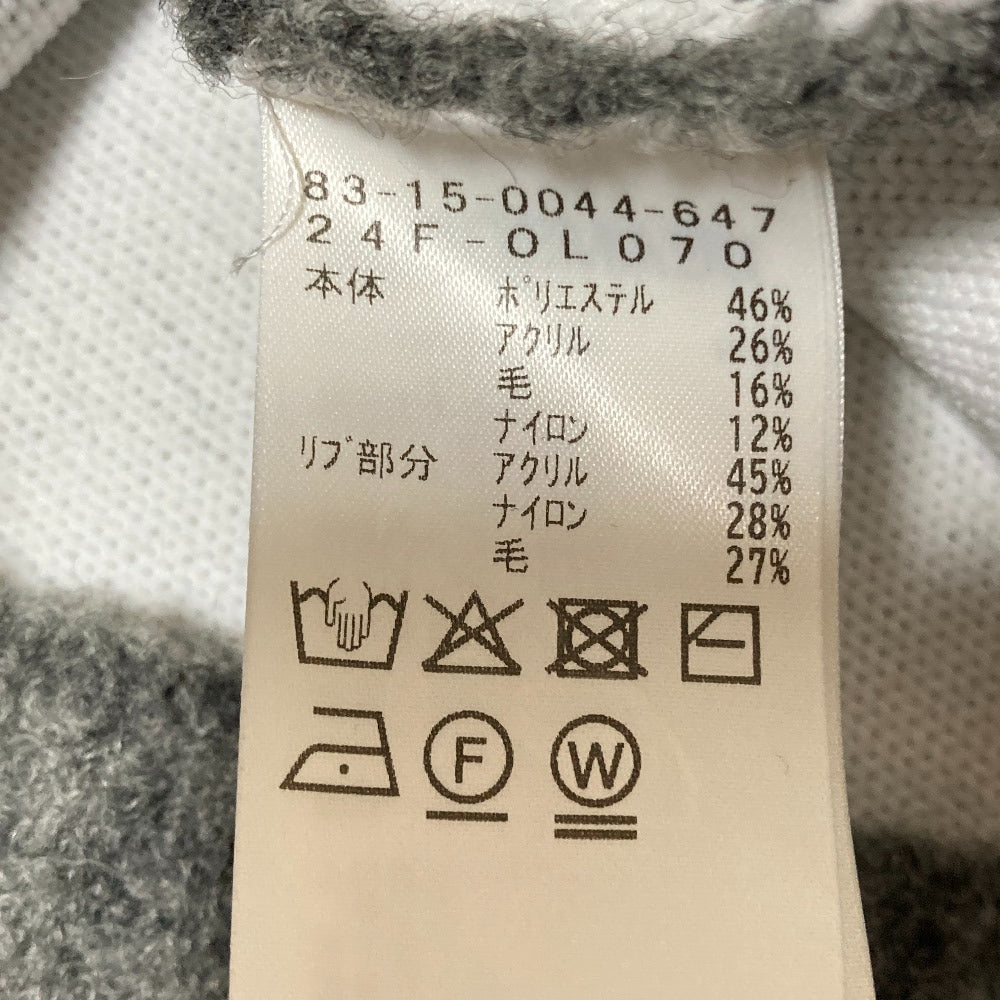 83-15-0044-647
24F-OL070
本体 ポリエステル 46%
アクリル 26%
毛 16%
ナイロン 12%
リブ部分 アクリル 45%
ナイロン 28%
毛 27%
F W